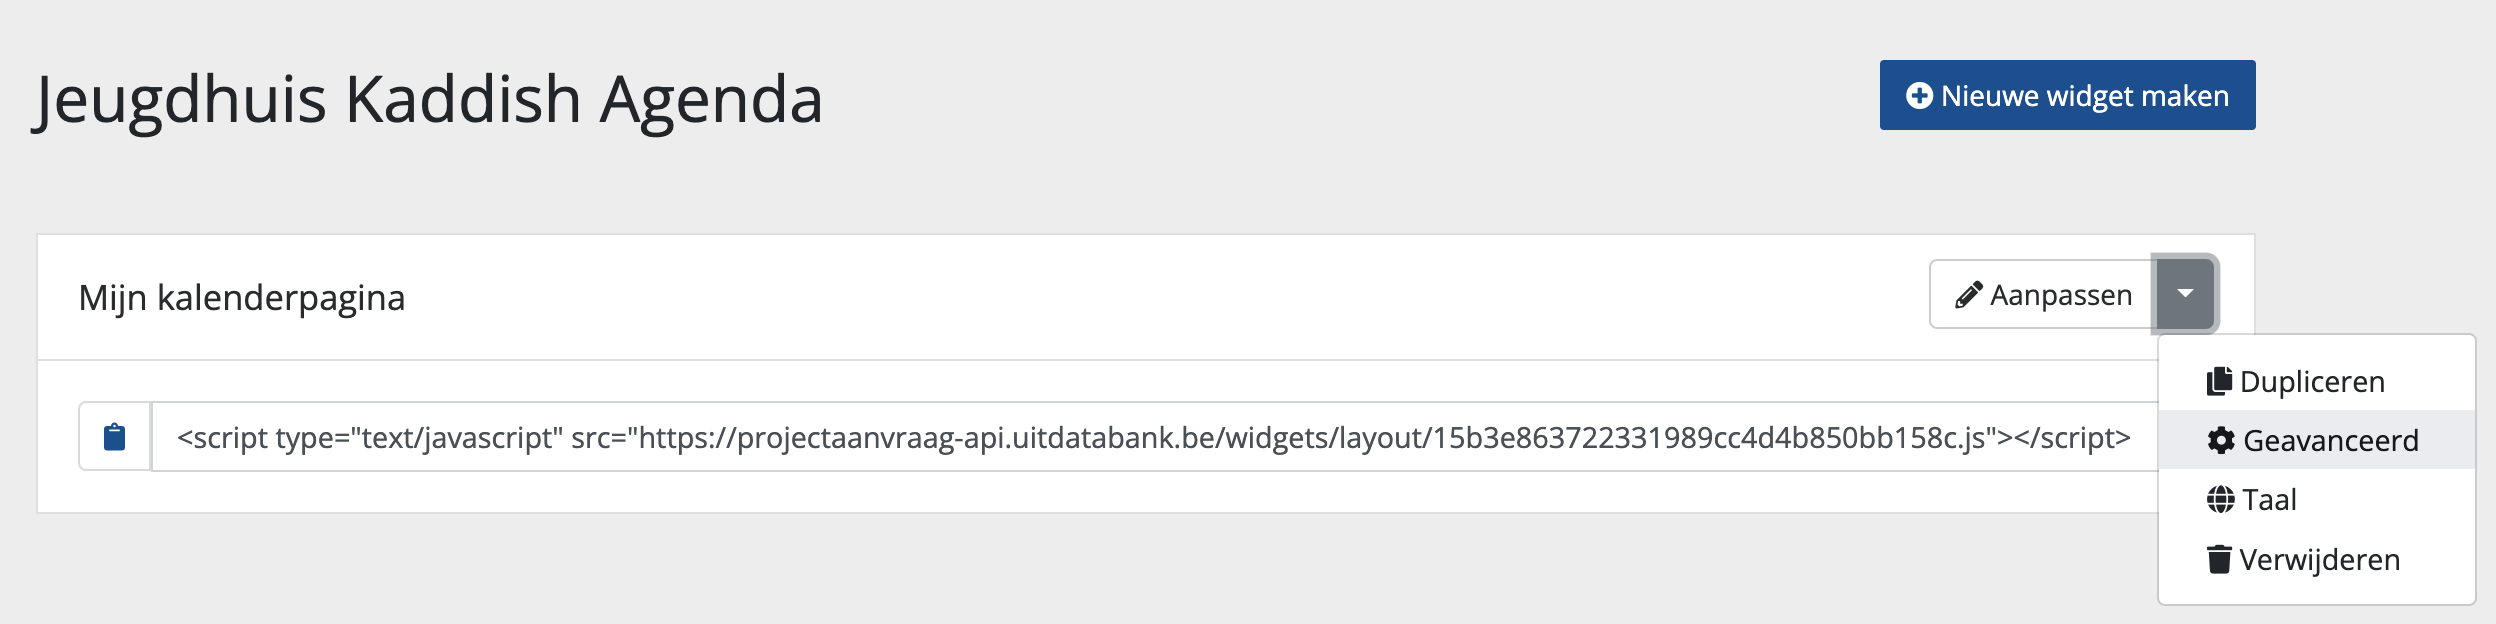 Jeugdhuis Kaddish Agenda
Nieuwe widget maken
Mijn kalenderpagina
Aanpassen
<script type="text/javascript" src="https://projectaanvraag-api.uitdatabank.be/widgets/layout/15b3e863722331989cc4d4b850bb158c.js"></script>
Dupliceren
Geavanceerd
Taal
Verwijderen